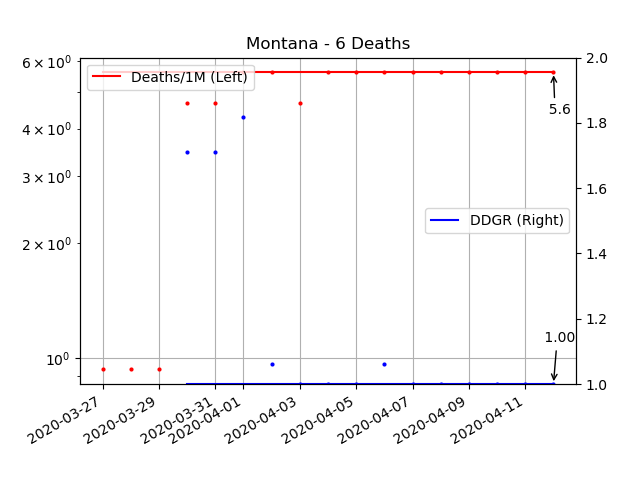 Montana - 6 Deaths
6 × 10⁰
4 × 10⁰
3 × 10⁰
2 × 10⁰
10⁰
2.0
1.8
1.6
1.4
1.2
1.0
Deaths/1M (Left)
5.6
DDGR (Right)
1.00
2020-03-27
2020-03-29
2020-03-31
2020-04-01
2020-04-03
2020-04-05
2020-04-07
2020-04-09
2020-04-11